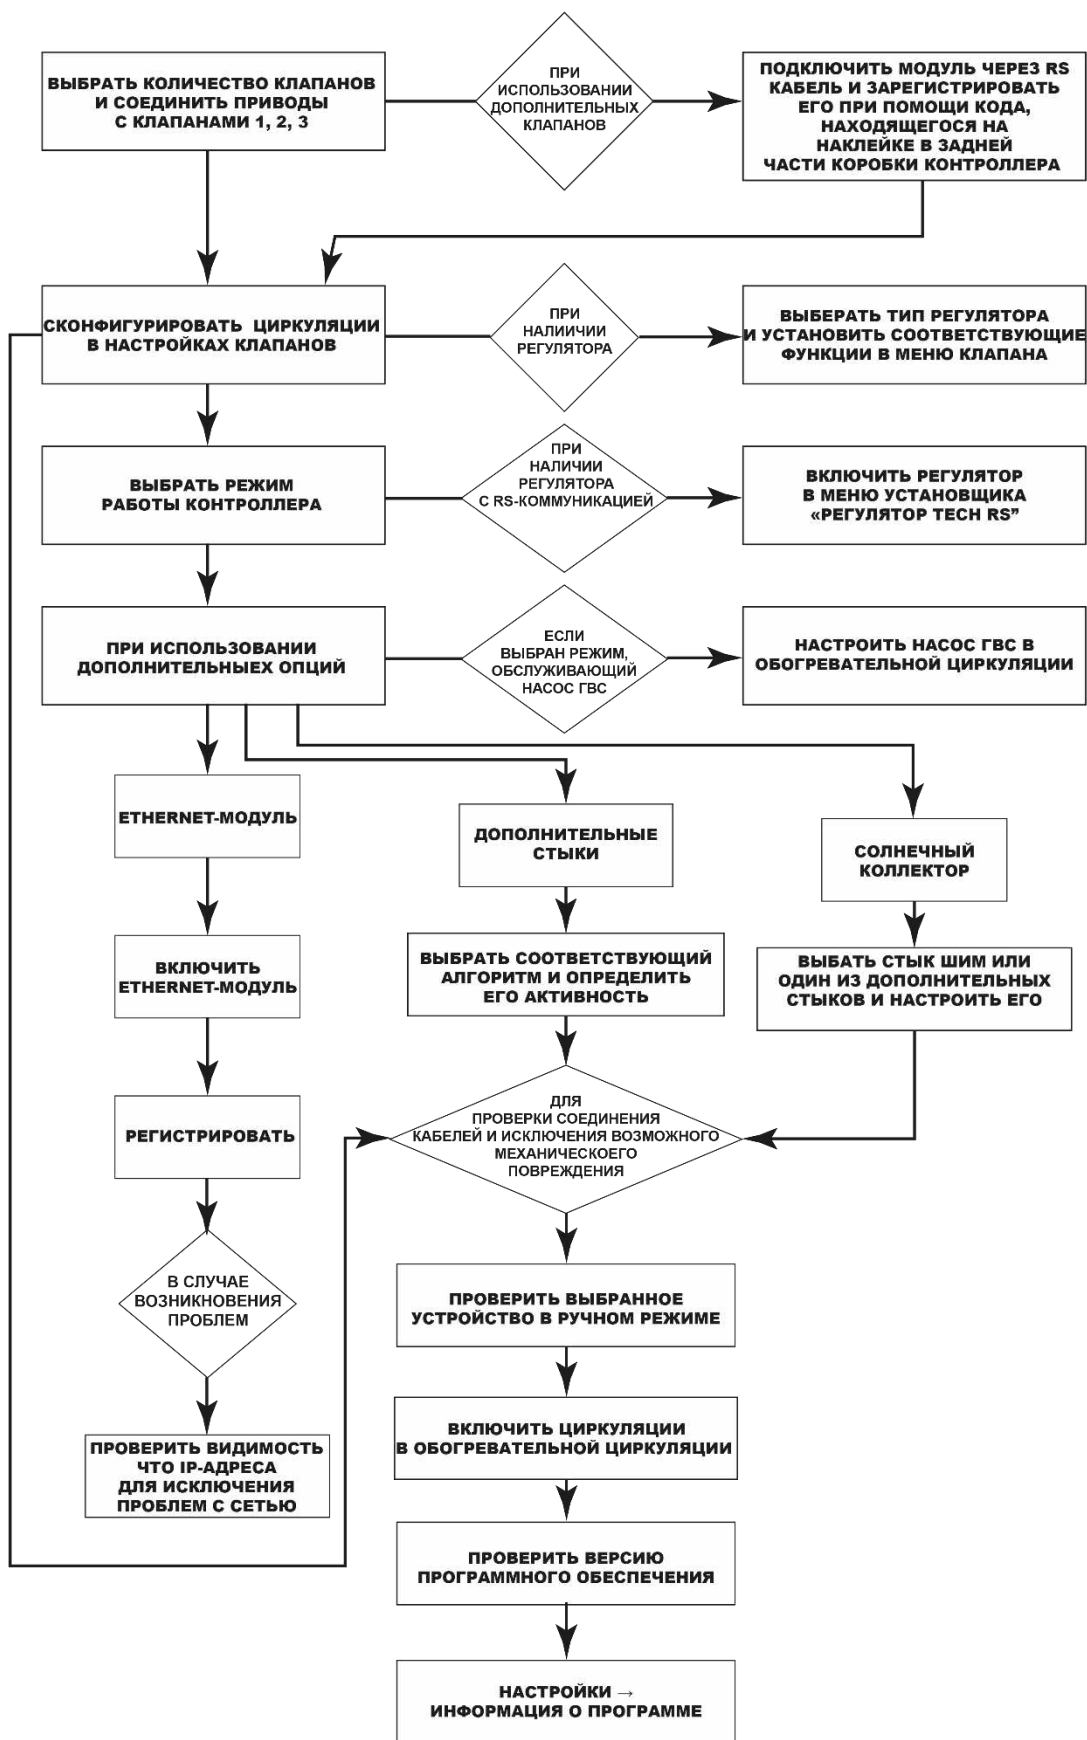 ВЫБРАТЬ КОЛИЧЕСТВО КЛАПАНОВ
И СОЕДИНИТЬ ПРИВОДЫ
С КЛАПАНАМИ 1, 2, 3
ПРИ
ИСПОЛЬЗОВАНИИ
ДОПОЛНИТЕЛЬНЫХ
КЛАПАНОВ
ПОДКЛЮЧИТЬ МОДУЛЬ ЧЕРЕЗ RS
КАБЕЛЬ И ЗАРЕГИСТРИРОВАТЬ
ЕГО ПРИ ПОМОЩИ КОДА,
НАХОДЯЩЕГОСЯ НА
НАКЛЕЙКЕ В ЗАДНЕЙ
ЧАСТИ КОРОБКИ КОНТРОЛЛЕРА
СКОНФИГУРИРОВАТЬ ЦИРКУЛЯЦИИ
В НАСТРОЙКАХ КЛАПАНОВ
ПРИ
НАЛИИЧИИ
РЕГУЛЯТОРА
ВЫБЕРАТЬ ТИП РЕГУЛЯТОРА
И УСТАНОВИТЬ СООТВЕТСТВУЮЩИЕ
ФУНКЦИИ В МЕНЮ КЛАПАНА
ВЫБРАТЬ РЕЖИМ
РАБОТЫ КОНТРОЛЛЕРА
ПРИ
НАЛИЧИИ
РЕГУЛЯТОРА
С RS-КОММУНИКАЦИЕЙ
ВКЛЮЧИТЬ РЕГУЛЯТОР
В МЕНЮ УСТАНОВЩИКА
«РЕГУЛЯТОР TECH RS”
ПРИ ИСПОЛЬЗОВАНИИ
ДОПОЛНИТЕЛЬНЫЕХ ОПЦИЙ
ЕСЛИ
ВЫБРАН РЕЖИМ,
ОБСЛУЖИВАЮЩИЙ
НАСОС ГВС
НАСТРОИТЬ НАСОС ГВС В
ОБОГРЕВАТЕЛЬНОЙ ЦИРКУЛЯЦИИ
ETHERNET-МОДУЛЬ
ДОПОЛНИТЕЛЬНЫЕ
СТЫКИ
СОЛНЕЧНЫЙ
КОЛЛЕКТОР
ВКЛЮЧИТЬ
ETHERNET-МОДУЛЬ
ВЫБРАТЬ СООТВЕТСТВУЮЩИЙ
АЛГОРИТМ И ОПРЕДЕЛИТЬ
ЕГО АКТИВНОСТЬ
ВЫБАТЬ СТЫК ШИМ ИЛИ
ОДИН ИЗ ДОПОЛНИТЕЛЬНЫХ
СТЫКОВ И НАСТРОИТЬ ЕГО
РЕГИСТРИРОВАТЬ
ДЛЯ
ПРОВЕРКИ СОЕДИНЕНИЯ
КАБЕЛЕЙ И ИСКЛЮЧЕНИЯ ВОЗМОЖНОГО
МЕХАНИЧЕСКОЕГО
ПОВРЕЖДЕНИЯ
В СЛУЧАЕ
ВОЗНИКНОВЕНИЯ
ПРОБЛЕМ
ПРОВЕРИТЬ ВЫБРАННОЕ
УСТРОЙСТВО В РУЧНОМ РЕЖИМЕ
ПРОВЕРИТЬ ВИДИМОСТЬ
ЧТО IP-АДРЕСА
ДЛЯ ИСКЛЮЧЕНИЯ
ПРОБЛЕМ С СЕТЬЮ
ВКЛЮЧИТЬ ЦИРКУЛЯЦИИ
В ОБОГРЕВАТЕЛЬНОЙ ЦИРКУЛЯЦИИ
ПРОВЕРИТЬ ВЕРСИЮ
ПРОГРАММНОГО ОБЕСПЕЧЕНИЯ
НАСТРОЙКИ →
ИНФОРМАЦИЯ О ПРОГРАММЕ